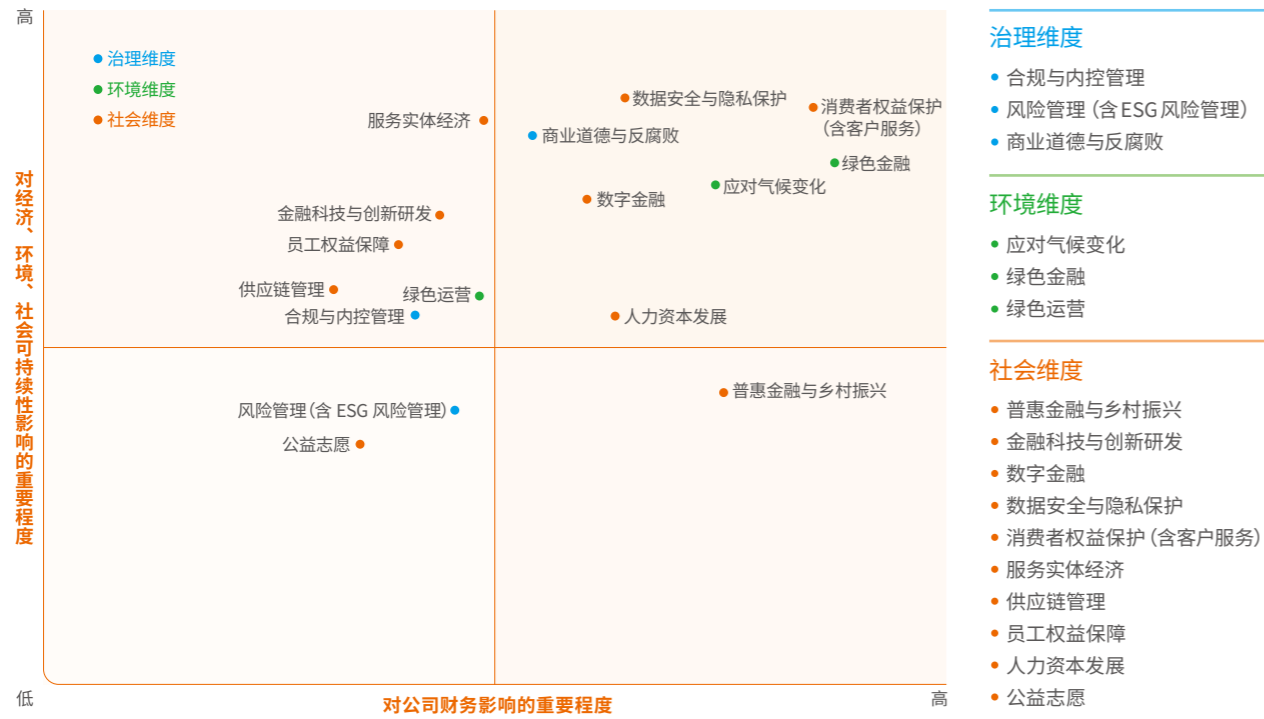 高
治理维度
环境维度
社会维度
数据安全与隐私保护
消费者权益保护
（含客户服务）
服务实体经济
商业道德与反腐败
绿色金融
应对气候变化
数字金融
金融科技与创新研发
员工权益保障
供应链管理
绿色运营
合规与内控管理
人力资本发展
普惠金融与乡村振兴
风险管理（含 ESG 风险管理）
公益志愿
对经济、环境、社会可持续性影响的重要程度
低
对公司财务影响的重要程度
高
治理维度
• 合规与内控管理
• 风险管理（含 ESG 风险管理）
• 商业道德与反腐败
环境维度
• 应对气候变化
• 绿色金融
• 绿色运营
社会维度
• 普惠金融与乡村振兴
• 金融科技与创新研发
• 数字金融
• 数据安全与隐私保护
• 消费者权益保护（含客户服务）
• 服务实体经济
• 供应链管理
• 员工权益保障
• 人力资本发展
• 公益志愿